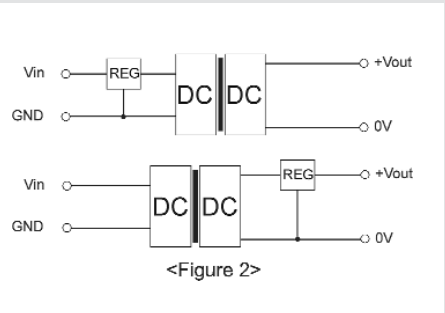 Vin REG DC DC +Vout
GND 0V
Vin DC DC REG +Vout
GND 0V
<Figure 2>